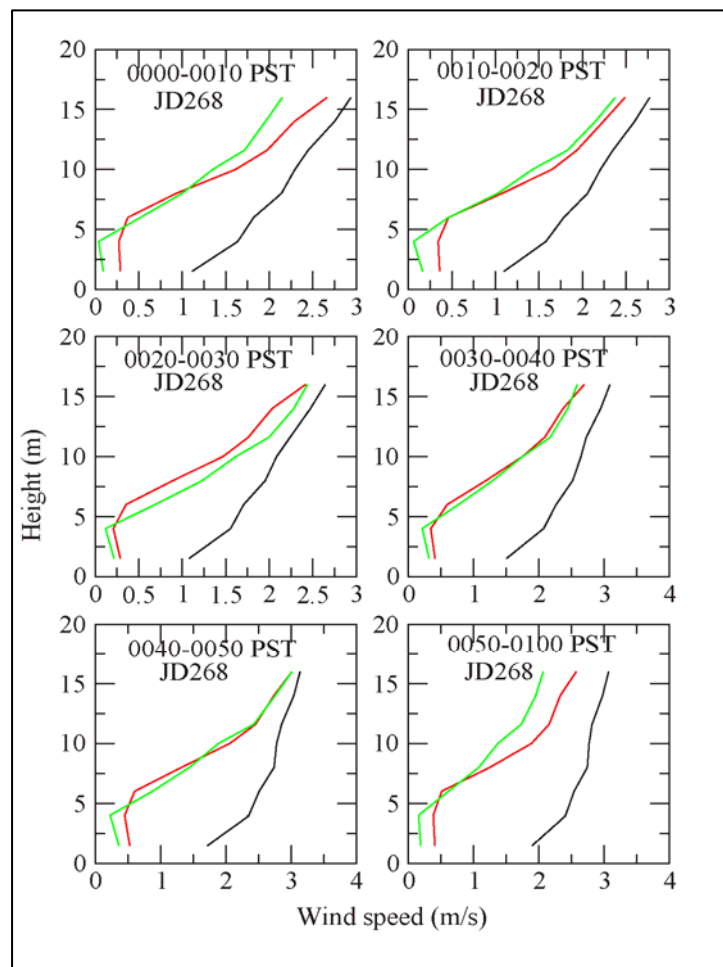 20
0000-0010 PST
JD268
15
10
5
0
0 0.5 1 1.5 2 2.5 3
20
0010-0020 PST
JD268
15
10
5
0
0 0.5 1 1.5 2 2.5 3
20
0020-0030 PST
JD268
15
10
5
0
0 0.5 1 1.5 2 2.5 3
20
0030-0040 PST
JD268
15
10
5
0
0 1 2 3 4
20
0040-0050 PST
JD268
15
10
5
0
0 1 2 3 4
20
0050-0100 PST
JD268
15
10
5
0
0 1 2 3 4
Height (m)
Wind speed (m/s)